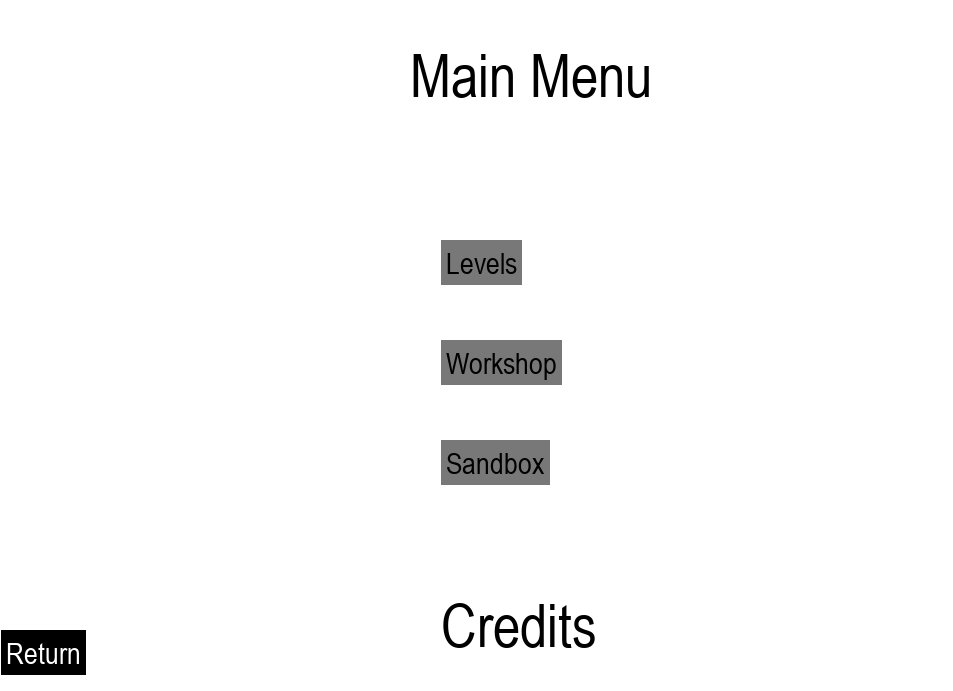 Main Menu
Levels
Workshop
Sandbox
Credits
Return